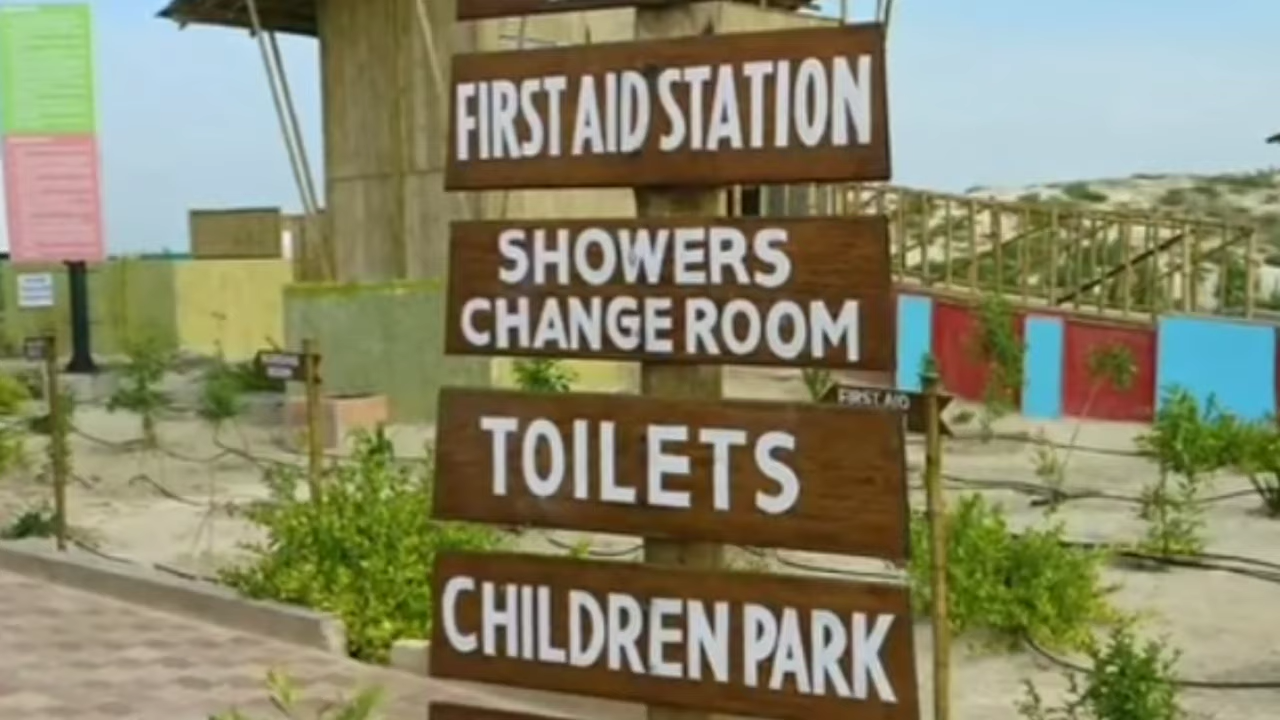 FIRST AID STATION
SHOWERS
CHANGE ROOM
TOILETS
FIRST AID
CHILDREN PARK